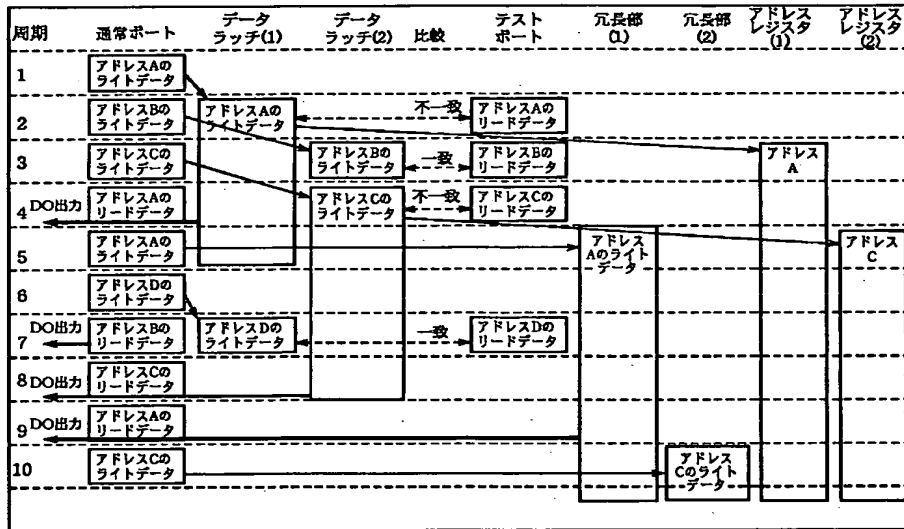 周期 通常ポート データラッチ(1) データラッチ(2) 比較 テストポート 冗長部(1) 冗長部(2) アドレスレジスタ(1) アドレスレジスタ(2)
1 アドレスAのライトデータ
2 アドレスBのライトデータ アドレスAのライトデータ 不一致 アドレスAのリードデータ
3 アドレスCのライトデータ アドレスBのライトデータ 一致 アドレスBのリードデータ アドレスA
4 DO出力 アドレスAのリードデータ アドレスCのライトデータ 不一致 アドレスCのリードデータ
5 アドレスAのライトデータ アドレスAのライトデータ アドレスC
6 アドレスDのライトデータ
7 DO出力 アドレスBのリードデータ アドレスDのライトデータ 一致 アドレスDのリードデータ
8 DO出力 アドレスCのリードデータ
9 DO出力 アドレスAのリードデータ
10 アドレスCのライトデータ アドレスCのライトデータ